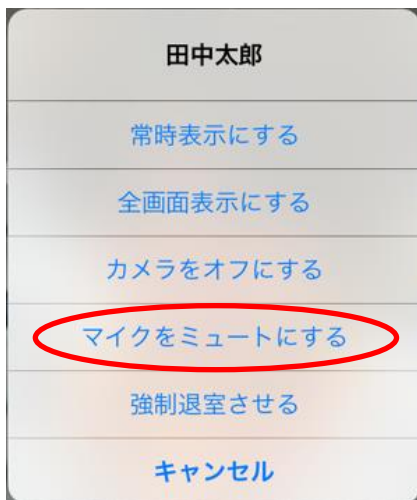 田中太郎
常時表示にする
全画面表示にする
カメラをオフにする
マイクをミュートにする
強制退室させる
キャンセル